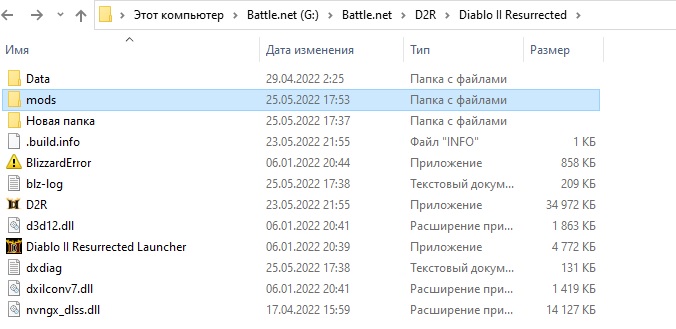 Этот компьютер > Battle.net (G:) > Battle.net > D2R > Diablo II Resurrected >
Имя Дата изменения Тип Размер
Data 29.04.2022 2:25 Папка с файлами
mods 25.05.2022 17:53 Папка с файлами
Новая папка 25.05.2022 17:37 Папка с файлами
.build.info 23.05.2022 21:55 Файл "INFO" 1 КБ
BlizzardError 06.01.2022 20:44 Приложение 858 КБ
blz-log 25.05.2022 17:38 Текстовый докум... 209 КБ
D2R 23.05.2022 21:55 Приложение 34 972 КБ
d3d12.dll 06.01.2022 20:41 Расширение при... 1 863 КБ
Diablo II Resurrected Launcher 06.01.2022 20:39 Приложение 4 772 КБ
dxdiag 25.05.2022 17:38 Текстовый докум... 131 КБ
dxilconv7.dll 06.01.2022 20:41 Расширение при... 1 419 КБ
nvngx_dlss.dll 17.04.2022 15:59 Расширение при... 14 127 КБ